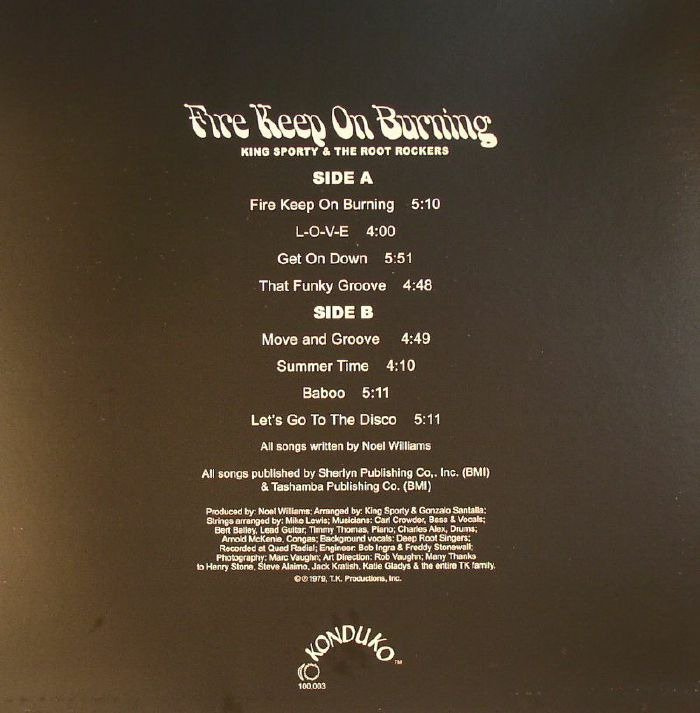 Fire Keep On Burning
KING SPORTY & THE ROOT ROCKERS
SIDE A
Fire Keep On Burning 5:10
L-O-V-E 4:00
Get On Down 5:51
That Funky Groove 4:48
SIDE B
Move and Groove 4:49
Summer Time 4:10
Baboo 5:11
Let's Go To The Disco 5:11
All songs written by Noel Williams
All songs published by Sherlyn Publishing Co,. Inc. (BMI)
& Tashamba Publishing Co. (BMI)
Produced by: Noel Williams; Arranged by: King Sporty & Gonzalo Santalla;
Strings arranged by: Mike Lewis; Musicians: Carl Crowder, Bass & Vocals;
Bert Bailey, Lead Guitar; Timmy Thomas, Piano; Charles Alex, Drums;
Arnold McKenie, Congas; Background vocals: Deep Root Singers;
Recorded at Quad Radial; Engineer: Bob Ingra & Freddy Stonewall;
Photography: Marc Vaughn; Art Direction: Rob Vaughn; Many Thanks
to Henry Stone, Steve Alaimo, Jack Kratish, Katie Gladys & the entire TK family.
©℗1979, T.K. Productions, Inc.
KONDUKO ™
100.003